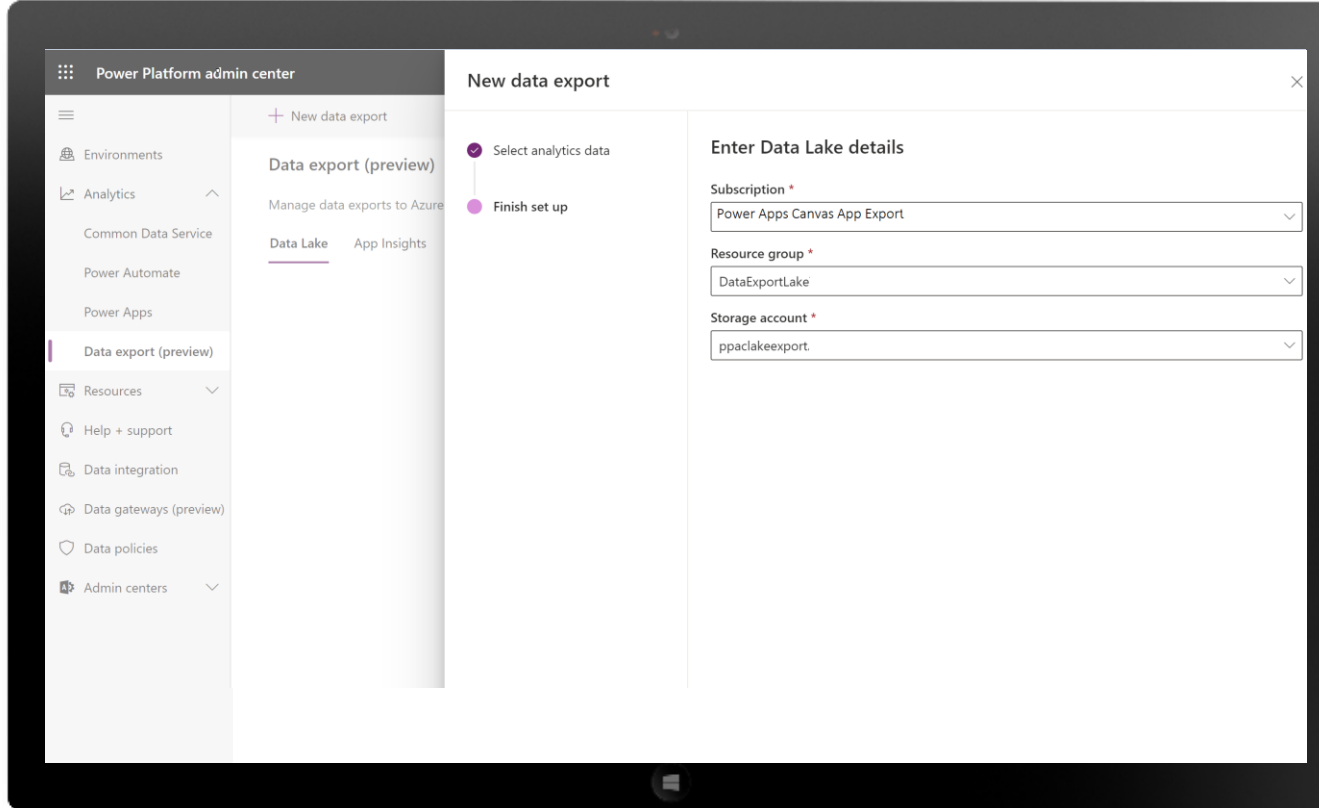 Power Platform admin center
Environments
Analytics
Common Data Service
Power Automate
Power Apps
Data export (preview)
Resources
Help + support
Data integration
Data gateways (preview)
Data policies
Admin centers
New data export
Data export (preview)
Manage data exports to Azure
Data Lake App Insights
New data export
Select analytics data
Finish set up
Enter Data Lake details
Subscription *
Power Apps Canvas App Export
Resource group *
DataExportLake
Storage account *
ppaclakeexport.